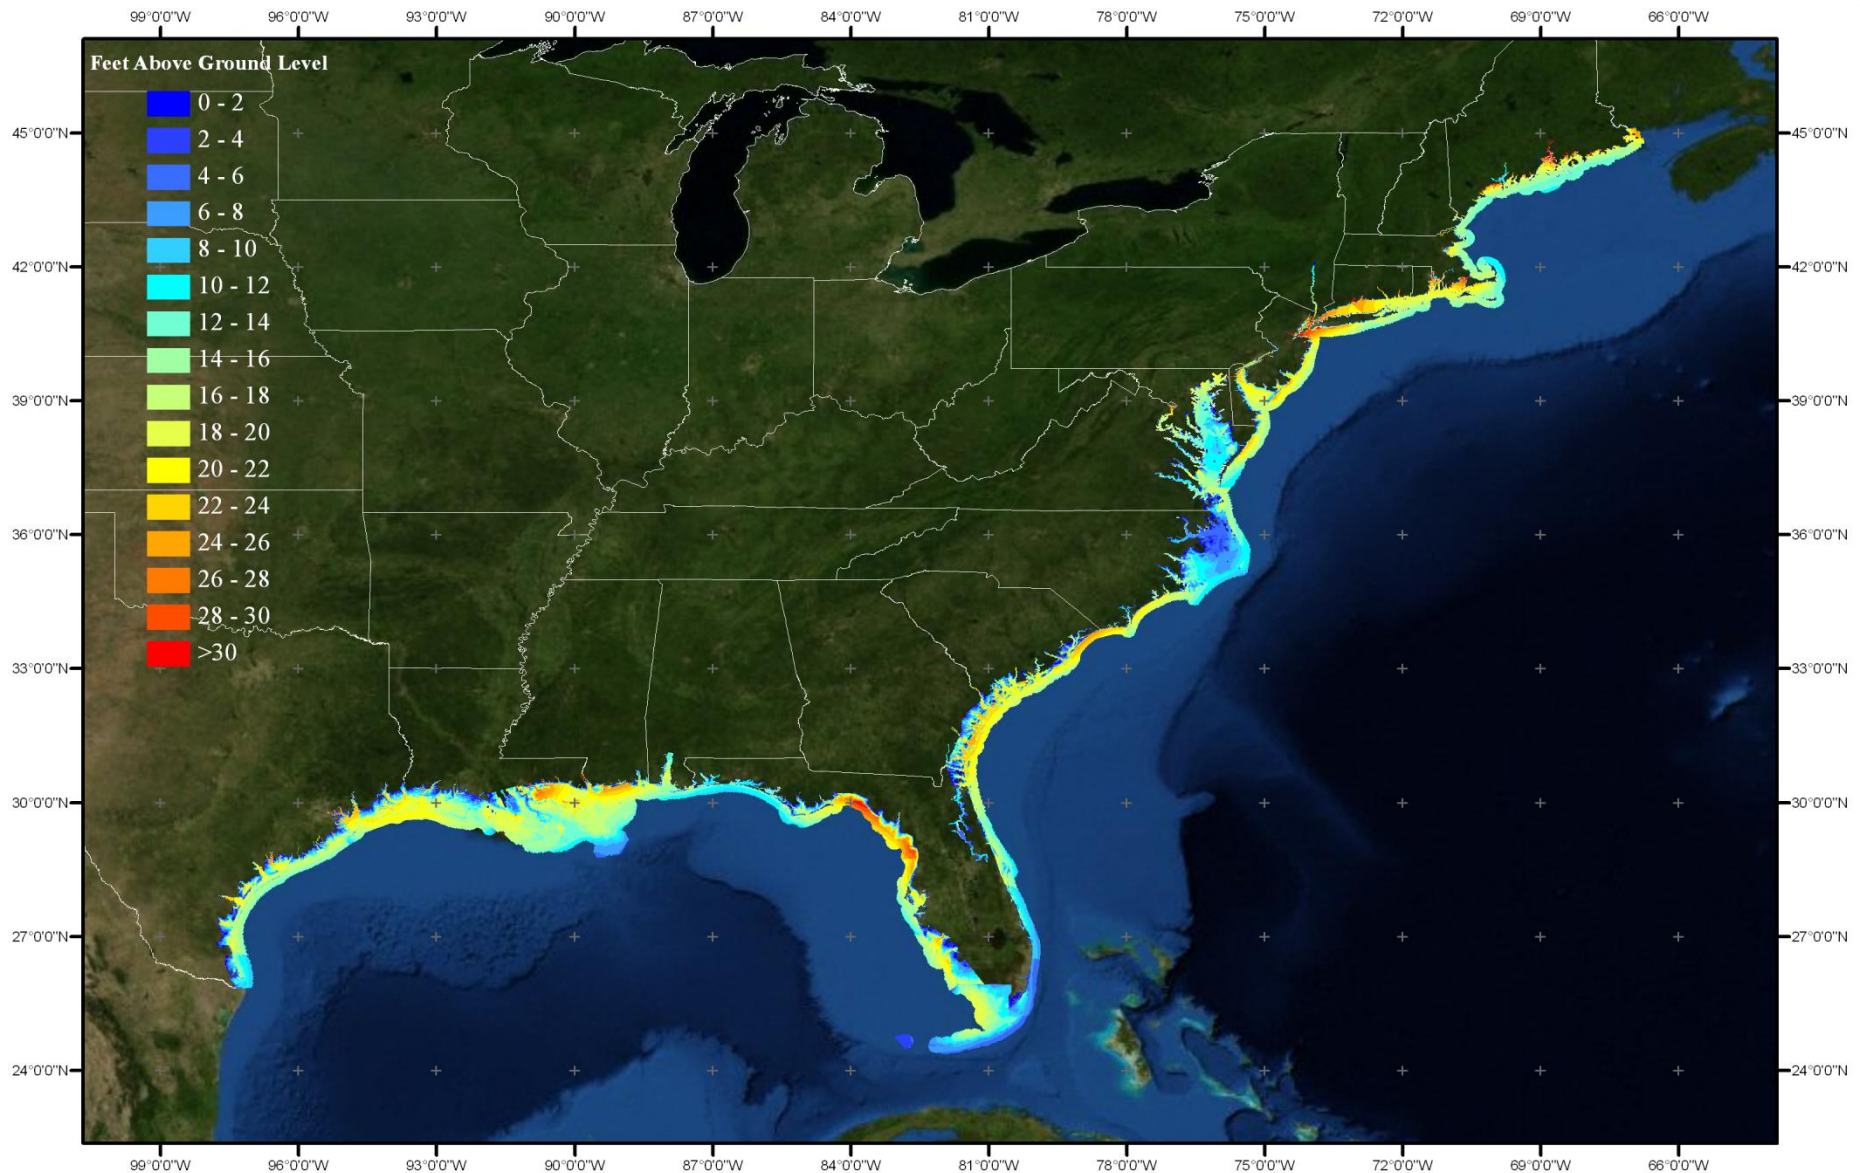 99°0'0"W 96°0'0"W 93°0'0"W 90°0'0"W 87°0'0"W 84°0'0"W 81°0'0"W 78°0'0"W 75°0'0"W 72°0'0"W 69°0'0"W 66°0'0"W
Feet Above Ground Level
0 - 2
2 - 4
4 - 6
6 - 8
8 - 10
10 - 12
12 - 14
14 - 16
16 - 18
18 - 20
20 - 22
22 - 24
24 - 26
26 - 28
28 - 30
>30
45°0'0"N 45°0'0"N
42°0'0"N 42°0'0"N
39°0'0"N 39°0'0"N
36°0'0"N 36°0'0"N
33°0'0"N 33°0'0"N
30°0'0"N 30°0'0"N
27°0'0"N 27°0'0"N
24°0'0"N 24°0'0"N
99°0'0"W 96°0'0"W 93°0'0"W 90°0'0"W 87°0'0"W 84°0'0"W 81°0'0"W 78°0'0"W 75°0'0"W 72°0'0"W 69°0'0"W 66°0'0"W